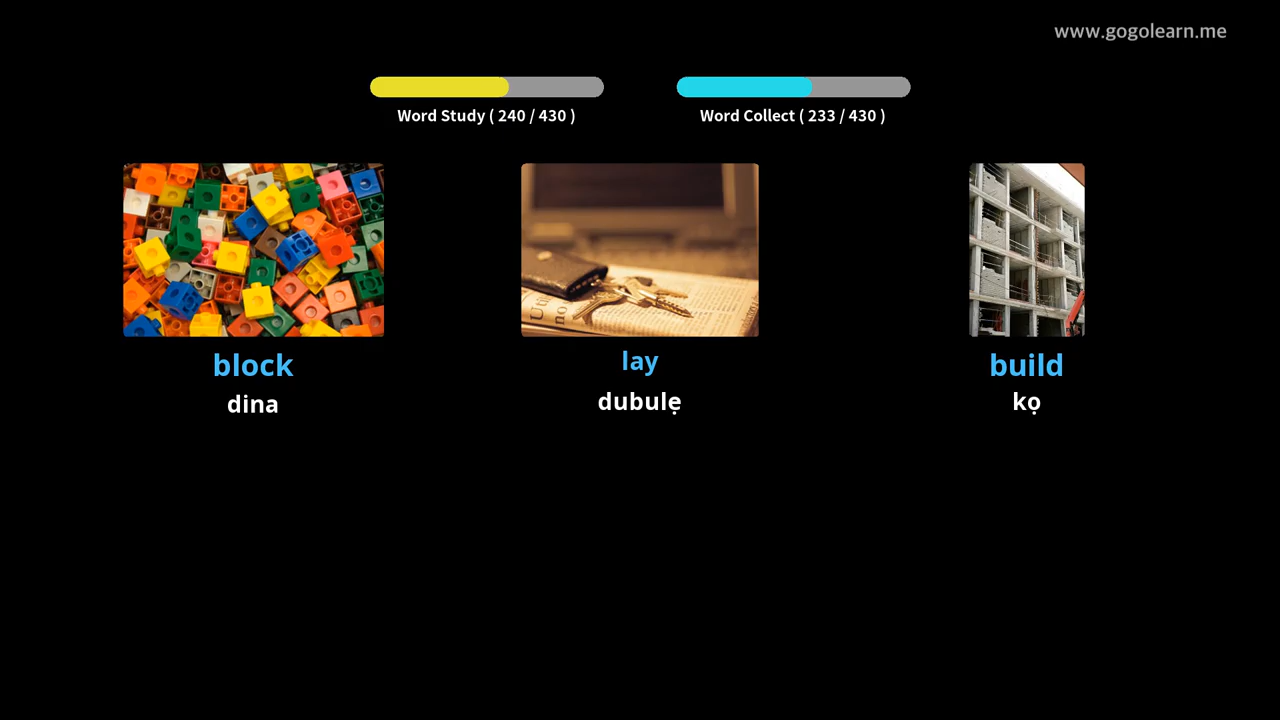 www.gogolearn.me
Word Study ( 240 / 430 )
Word Collect ( 233 / 430 )
block
dina
lay
dubulẹ
build
kọ